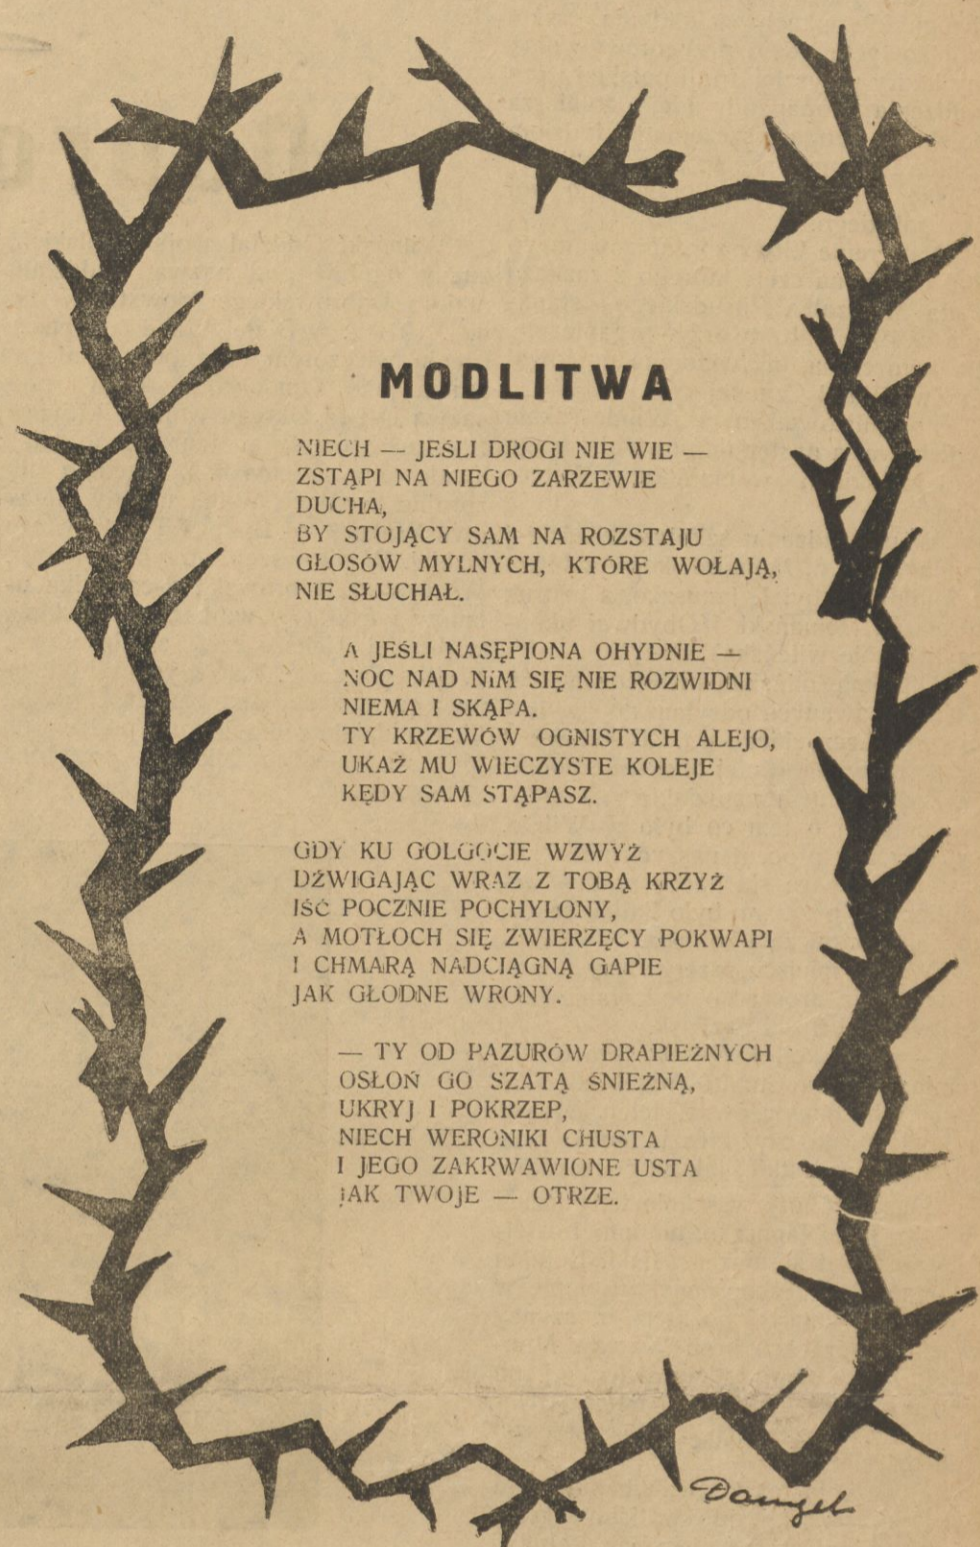 MODLITWA
NIECH — JEŚLI DROGI NIE WIE —
ZSTĄPI NA NIEGO ZARZEWIE
DUCHA,
BY STOJĄCY SAM NA ROZSTAJU
GŁOSÓW MYLNYCH, KTÓRE WOŁAJĄ,
NIE SŁUCHAŁ.
A JEŚLI NASĘPIONA OHYDNIE —
NOC NAD NiM SIĘ NIE ROZWIDNI
NIEMA I SKĄPA.
TY KRZEWÓW OGNISTYCH ALEJO,
UKAŻ MU WIECZYSTE KOLEJE
KĘDY SAM STĄPASZ.
GDY KU GOLGOCIE WZWYŻ
DŹWIGAJĄC WRAZ Z TOBĄ KRZYŻ
IŚĆ POCZNIE POCHYLONY,
A MOTŁOCH SIĘ ZWIERZĘCY POKWAPI
I CHMARĄ NADCIĄGNĄ GAPIE
JAK GŁODNE WRONY.
— TY OD PAZURÓW DRAPIEŻNYCH
OSŁOŃ GO SZATĄ ŚNIEŻNĄ,
UKRYJ I POKRZEP,
NIECH WERONIKI CHUSTA
I JEGO ZAKRWAWIONE USTA
JAK TWOJE — OTRZE.